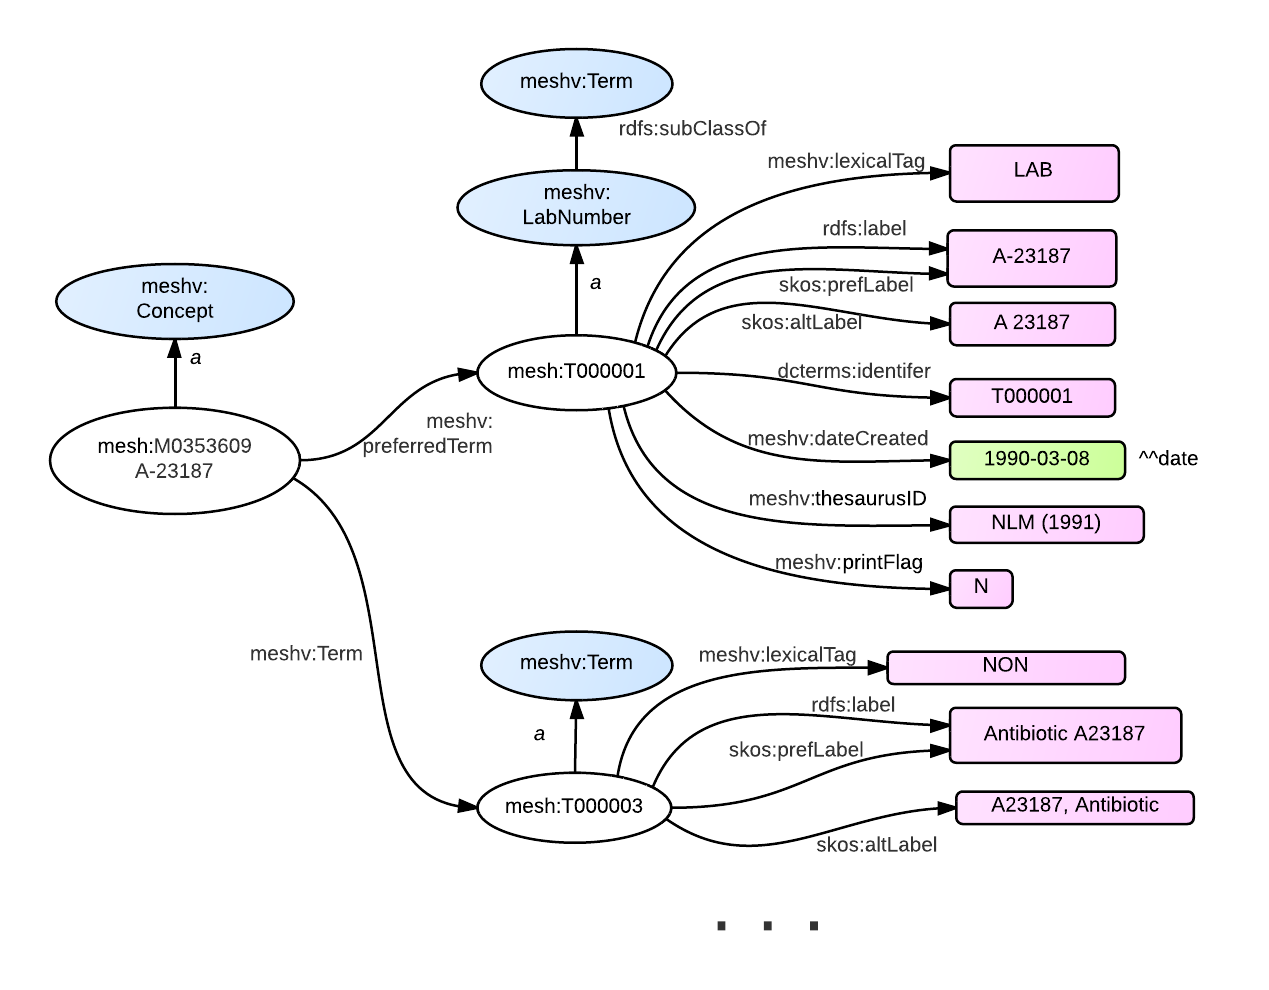 meshv:Term
rdfs:subClassOf
meshv:
LabNumber
a
meshv:
Concept
a
mesh:M0353609
A-23187
meshv:
preferredTerm
mesh:T000001
meshv:lexicalTag
LAB
rdfs:label
A-23187
skos:prefLabel
skos:altLabel
A 23187
dcterms:identifer
T000001
meshv:dateCreated
1990-03-08
^^date
meshv:thesaurusID
NLM (1991)
meshv:printFlag
N
meshv:Term
meshv:Term
a
mesh:T000003
meshv:lexicalTag
NON
rdfs:label
Antibiotic A23187
skos:prefLabel
A23187, Antibiotic
skos:altLabel
. . .